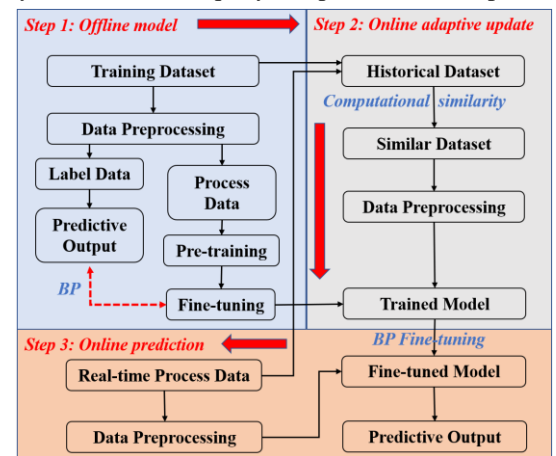 Step 1: Offline model
Training Dataset
Data Preprocessing
Label Data
Process
Data
Predictive
Output
Pre-training
BP
Fine-tuning
Step 2: Online adaptive update
Historical Dataset
Computational similarity
Similar Dataset
Data Preprocessing
Trained Model
BP Fine-tuning
Step 3: Online prediction
Real-time Process Data
Fine-tuned Model
Data Preprocessing
Predictive Output